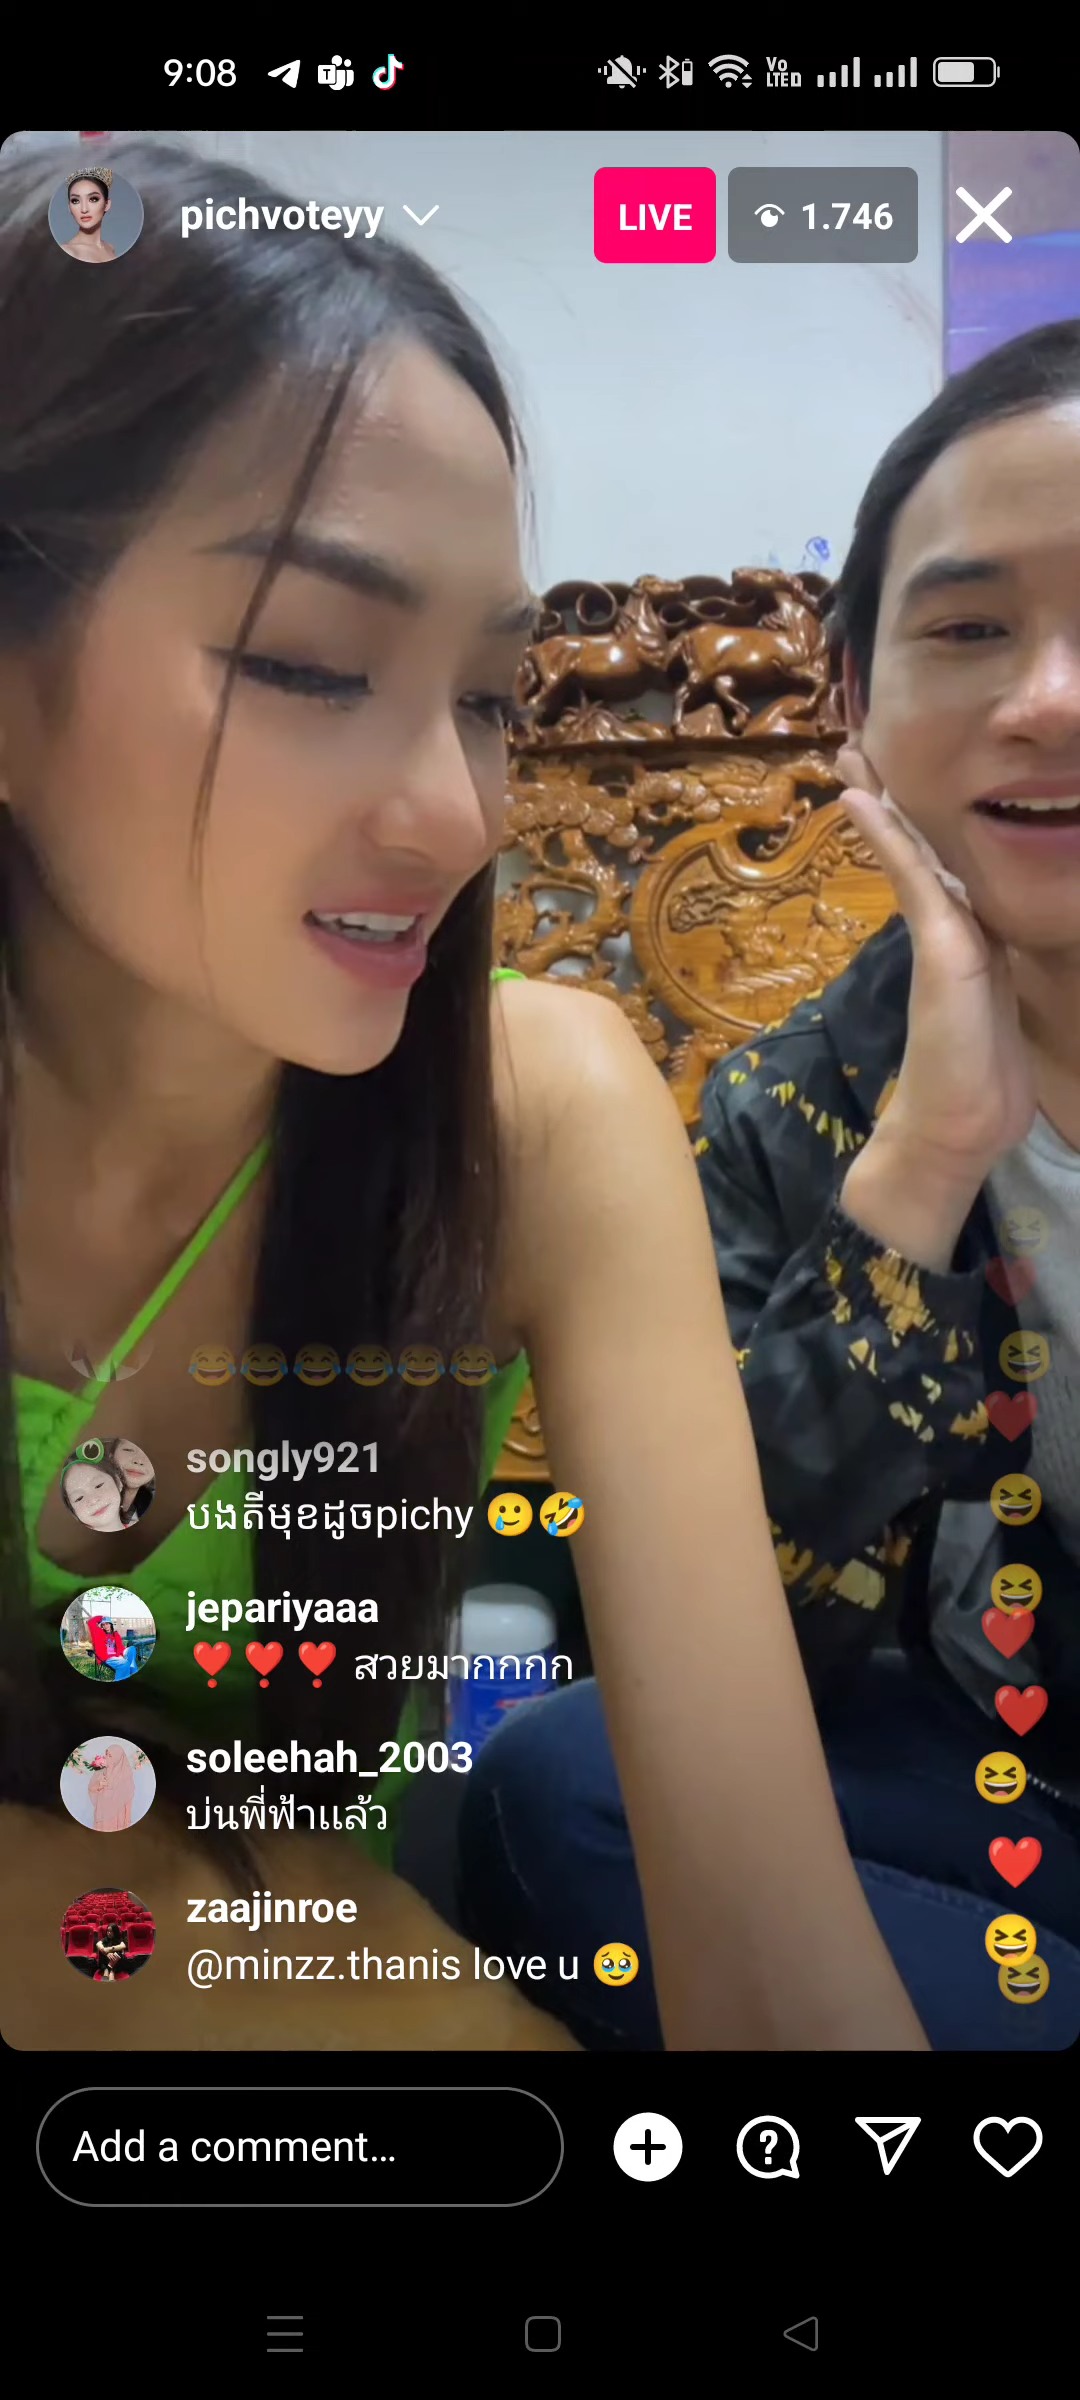 9:08
Vo
LTE D
pichvoteyy
LIVE
1.746
😂😂😂😂😂😂
songly921
បងតីមុខដូចpichy 🥲🤣
jepariyaaa
❣️❣️❣️ สวยมากกกก
soleehah_2003
บ่นพี่ฟ้าแล้ว
zaajinroe
@minzz.thanis love u 🥹
Add a comment...